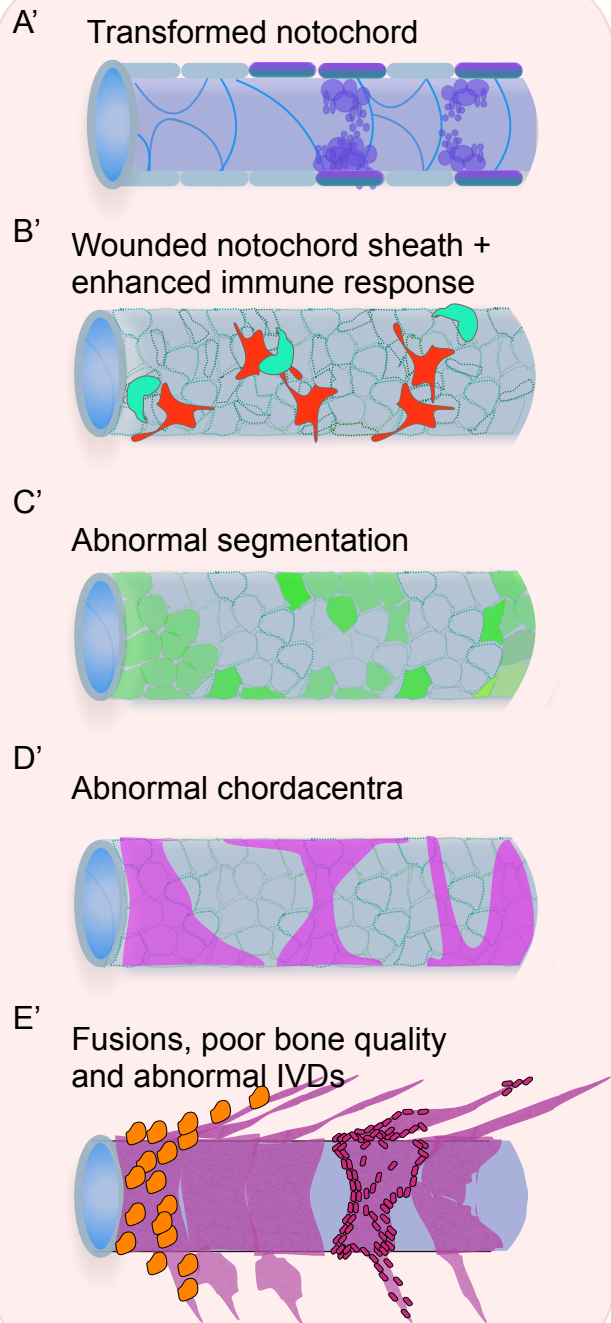 A’
Transformed notochord
B’
Wounded notochord sheath +
enhanced immune response
C’
Abnormal segmentation
D’
Abnormal chordacentra
E’
Fusions, poor bone quality
and abnormal IVDs